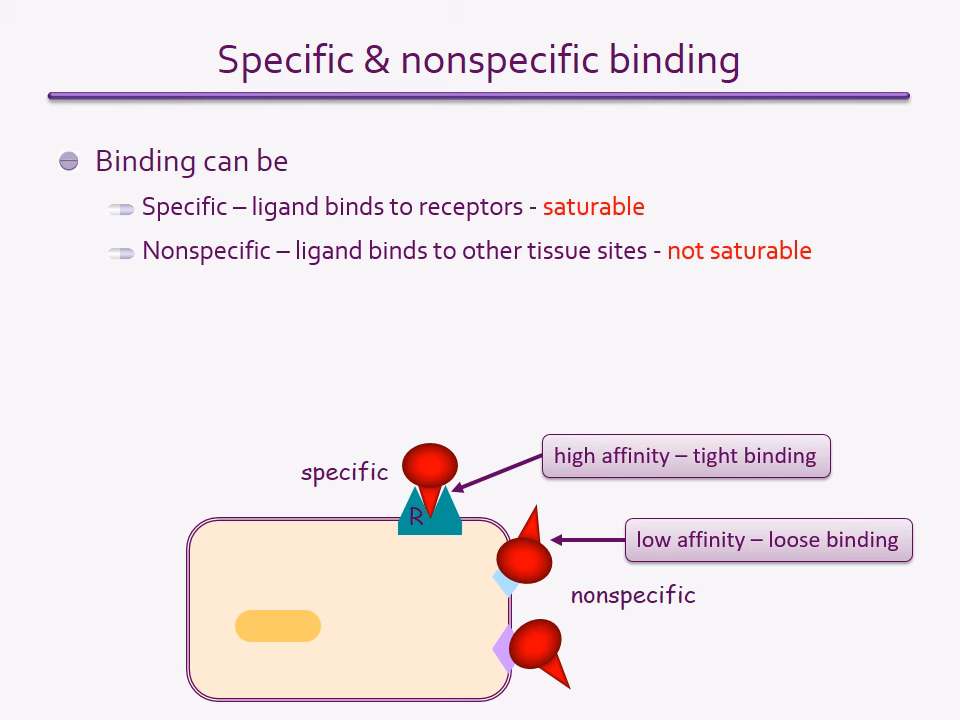 Specific & nonspecific binding
Binding can be
Specific – ligand binds to receptors - saturable
Nonspecific – ligand binds to other tissue sites - not saturable
specific
high affinity – tight binding
R
low affinity – loose binding
nonspecific